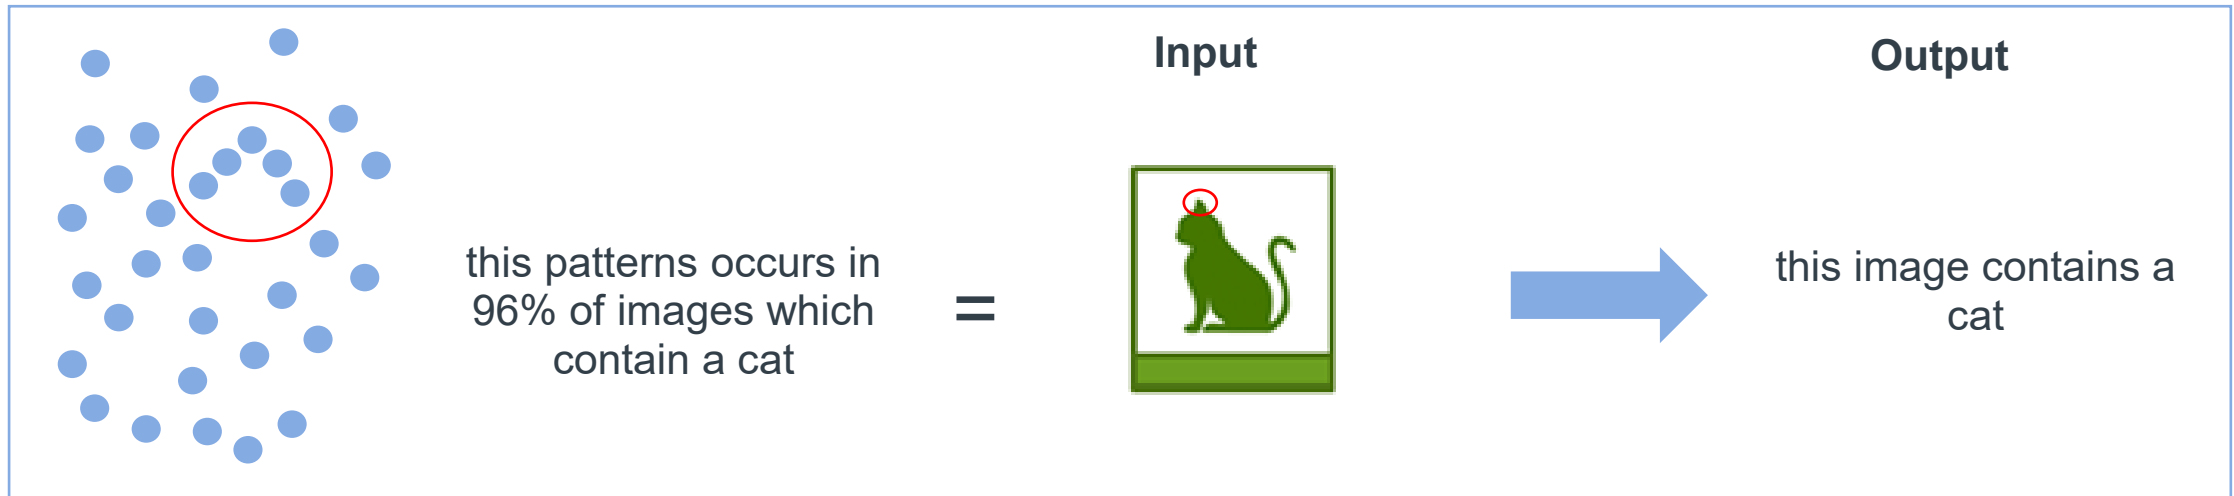 Input
Output
this patterns occurs in
96% of images which
contain a cat
=
this image contains a
cat